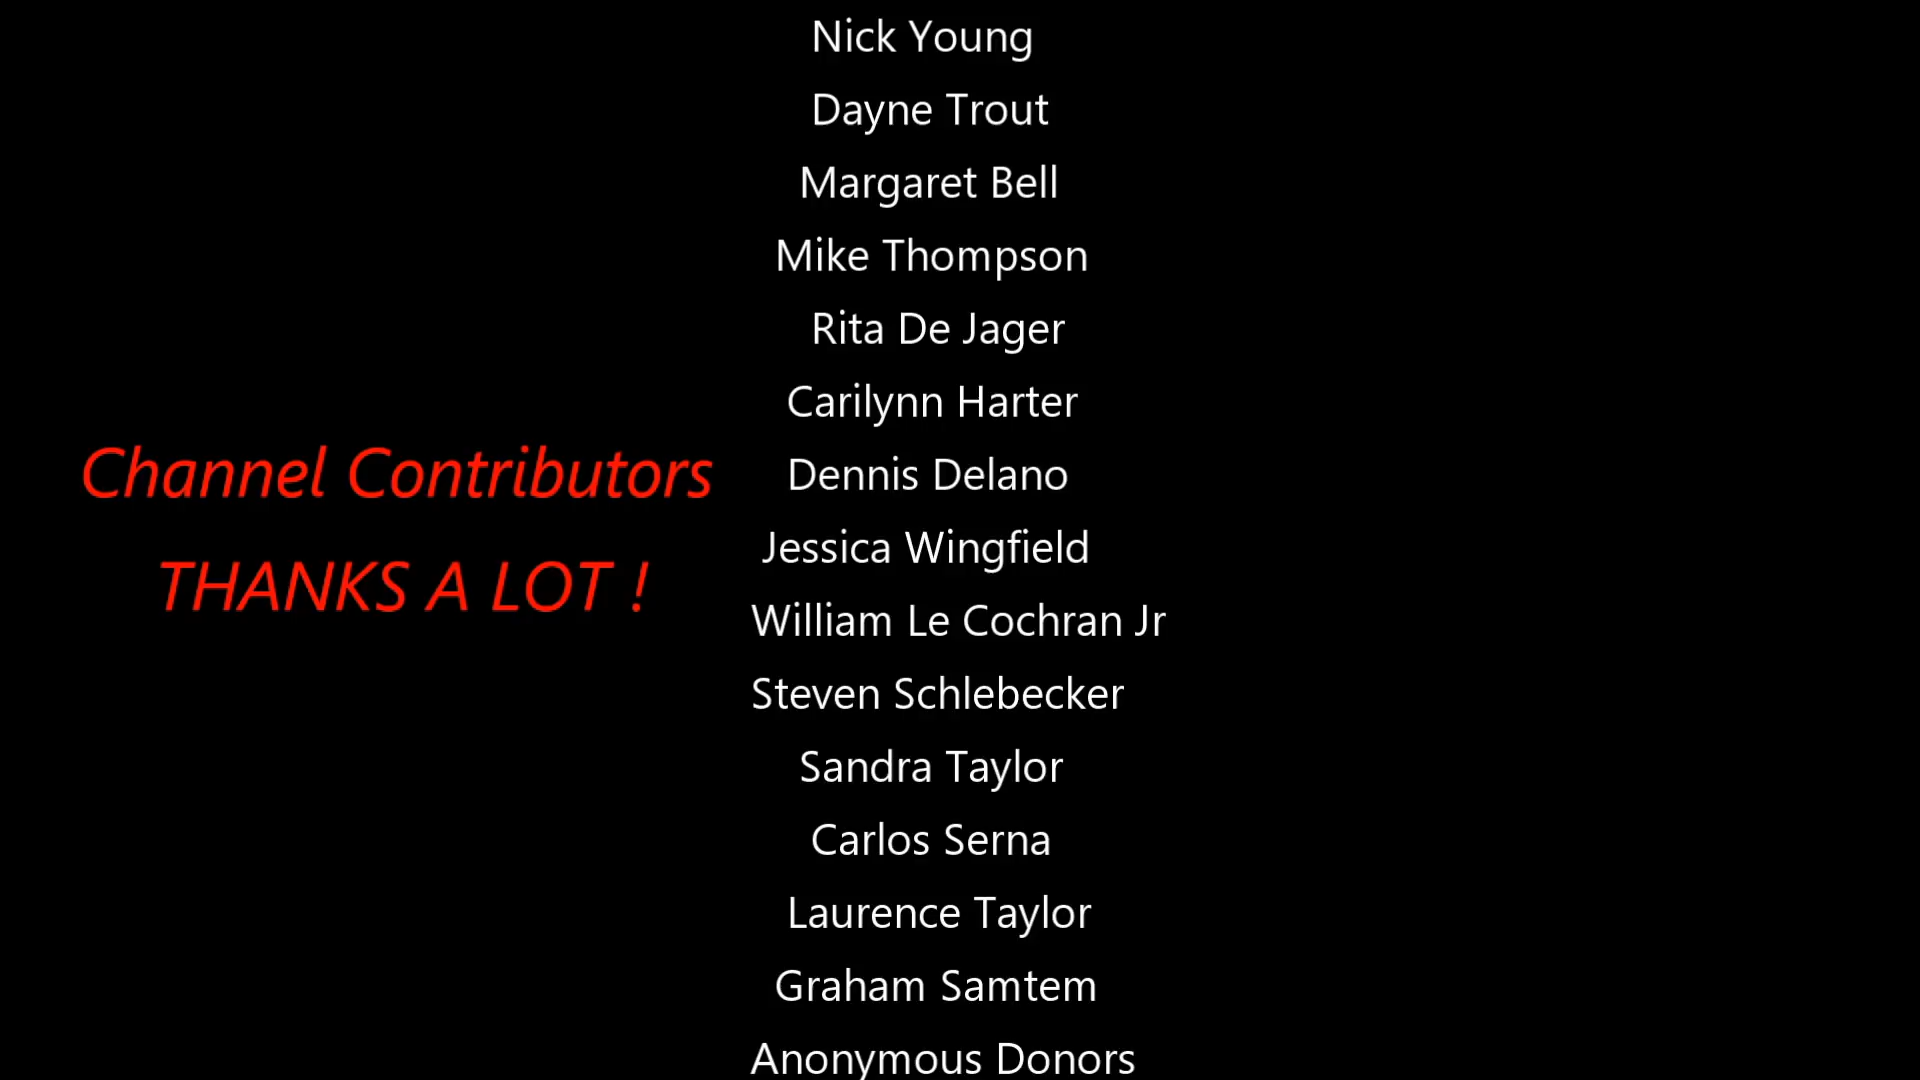 Channel Contributors
THANKS A LOT !
Nick Young
Dayne Trout
Margaret Bell
Mike Thompson
Rita De Jager
Carilynn Harter
Dennis Delano
Jessica Wingfield
William Le Cochran Jr
Steven Schlebecker
Sandra Taylor
Carlos Serna
Laurence Taylor
Graham Samtem
Anonymous Donors